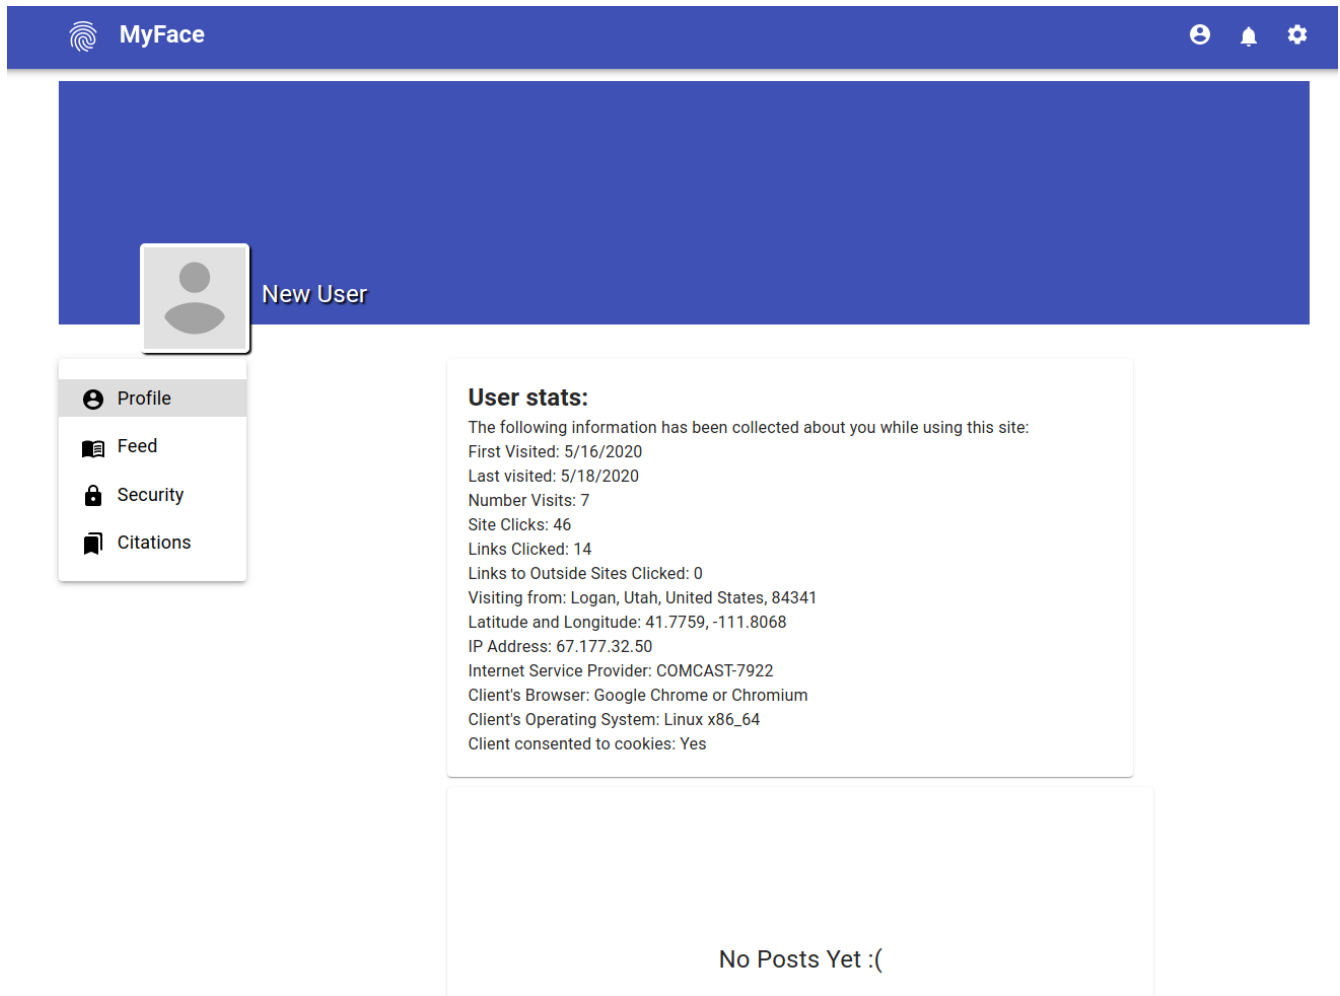 MyFace
New User
Profile
Feed
Security
Citations
User stats:
The following information has been collected about you while using this site:
First Visited: 5/16/2020
Last visited: 5/18/2020
Number Visits: 7
Site Clicks: 46
Links Clicked: 14
Links to Outside Sites Clicked: 0
Visiting from: Logan, Utah, United States, 84341
Latitude and Longitude: 41.7759, -111.8068
IP Address: 67.177.32.50
Internet Service Provider: COMCAST-7922
Client's Browser: Google Chrome or Chromium
Client's Operating System: Linux x86_64
Client consented to cookies: Yes
No Posts Yet :(